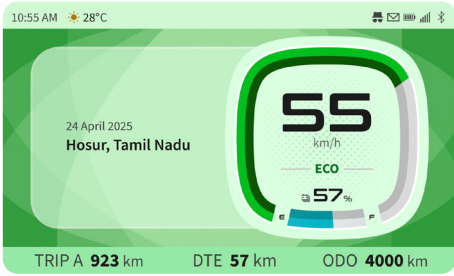 10:55 AM 28°C
24 April 2025
Hosur, Tamil Nadu
55
km/h
ECO
57%
E F
TRIP A 923 km DTE 57 km ODO 4000 km